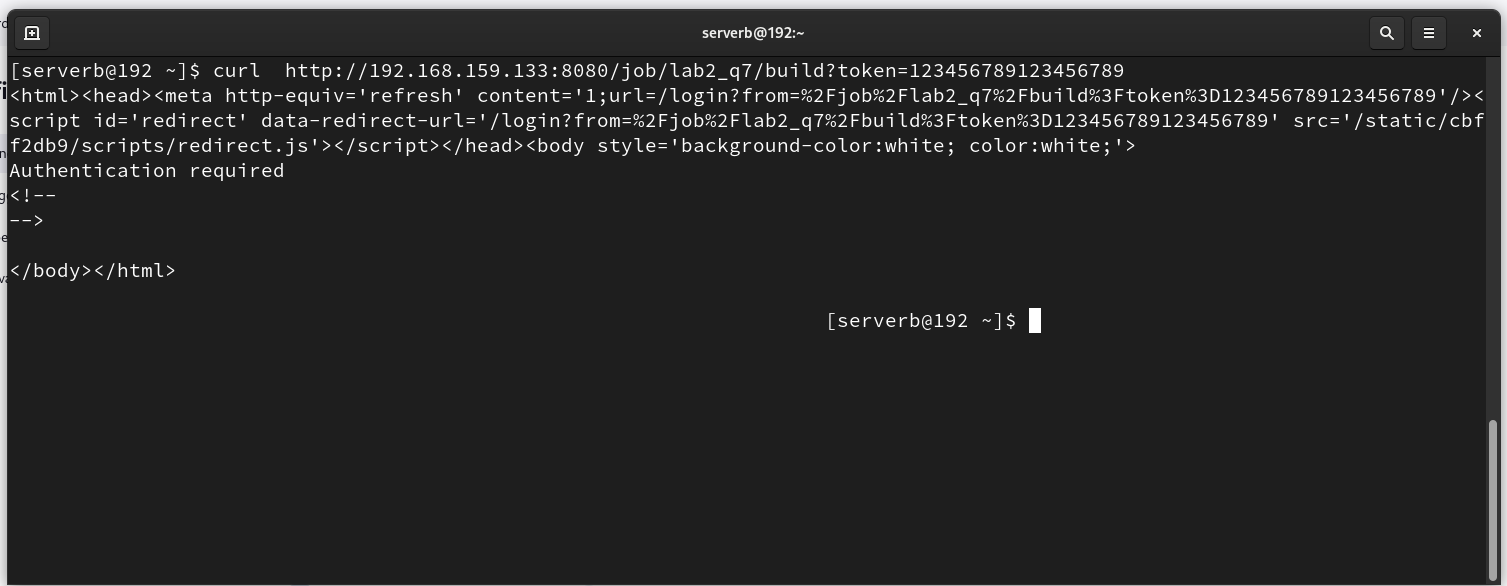 serverb@192:~
[serverb@192 ~]$ curl  http://192.168.159.133:8080/job/lab2_q7/build?token=123456789123456789
<html><head><meta http-equiv='refresh' content='1;url=/login?from=%2Fjob%2Flab2_q7%2Fbuild%3Ftoken%3D123456789123456789'/><
script id='redirect' data-redirect-url='/login?from=%2Fjob%2Flab2_q7%2Fbuild%3Ftoken%3D123456789123456789' src='/static/cbf
f2db9/scripts/redirect.js'></script></head><body style='background-color:white; color:white;'>
Authentication required
<!--
-->
</body></html>
[serverb@192 ~]$